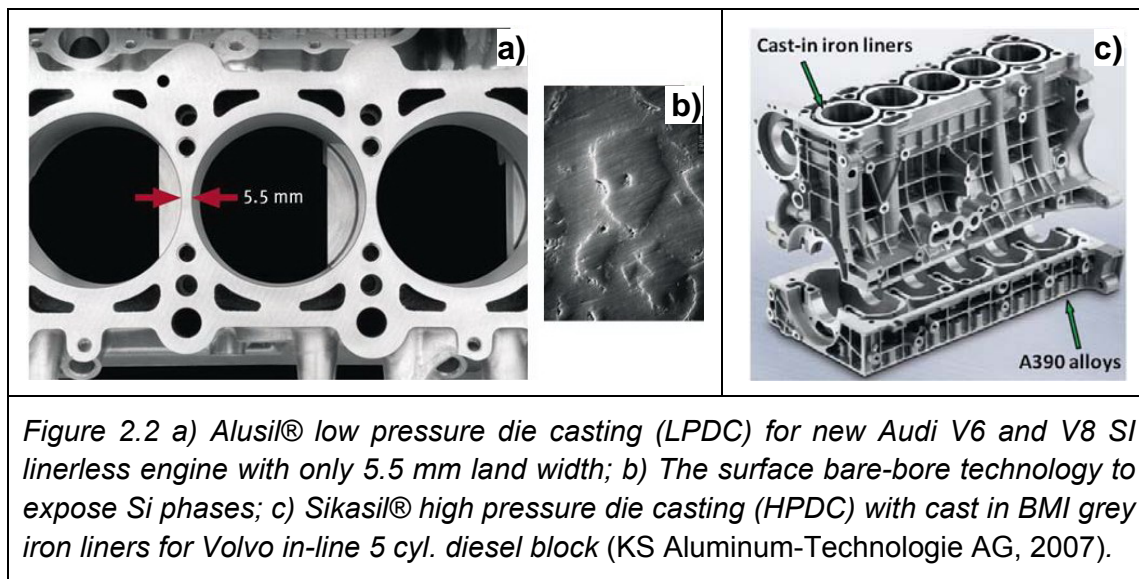 a)
5.5 mm
b)
Cast-in iron liners
c)
A390 alloys
Figure 2.2 a) Alusil® low pressure die casting (LPDC) for new Audi V6 and V8 SI
linerless engine with only 5.5 mm land width; b) The surface bare-bore technology to
expose Si phases; c) Sikasil® high pressure die casting (HPDC) with cast in BMI grey
iron liners for Volvo in-line 5 cyl. diesel block (KS Aluminum-Technologie AG, 2007).